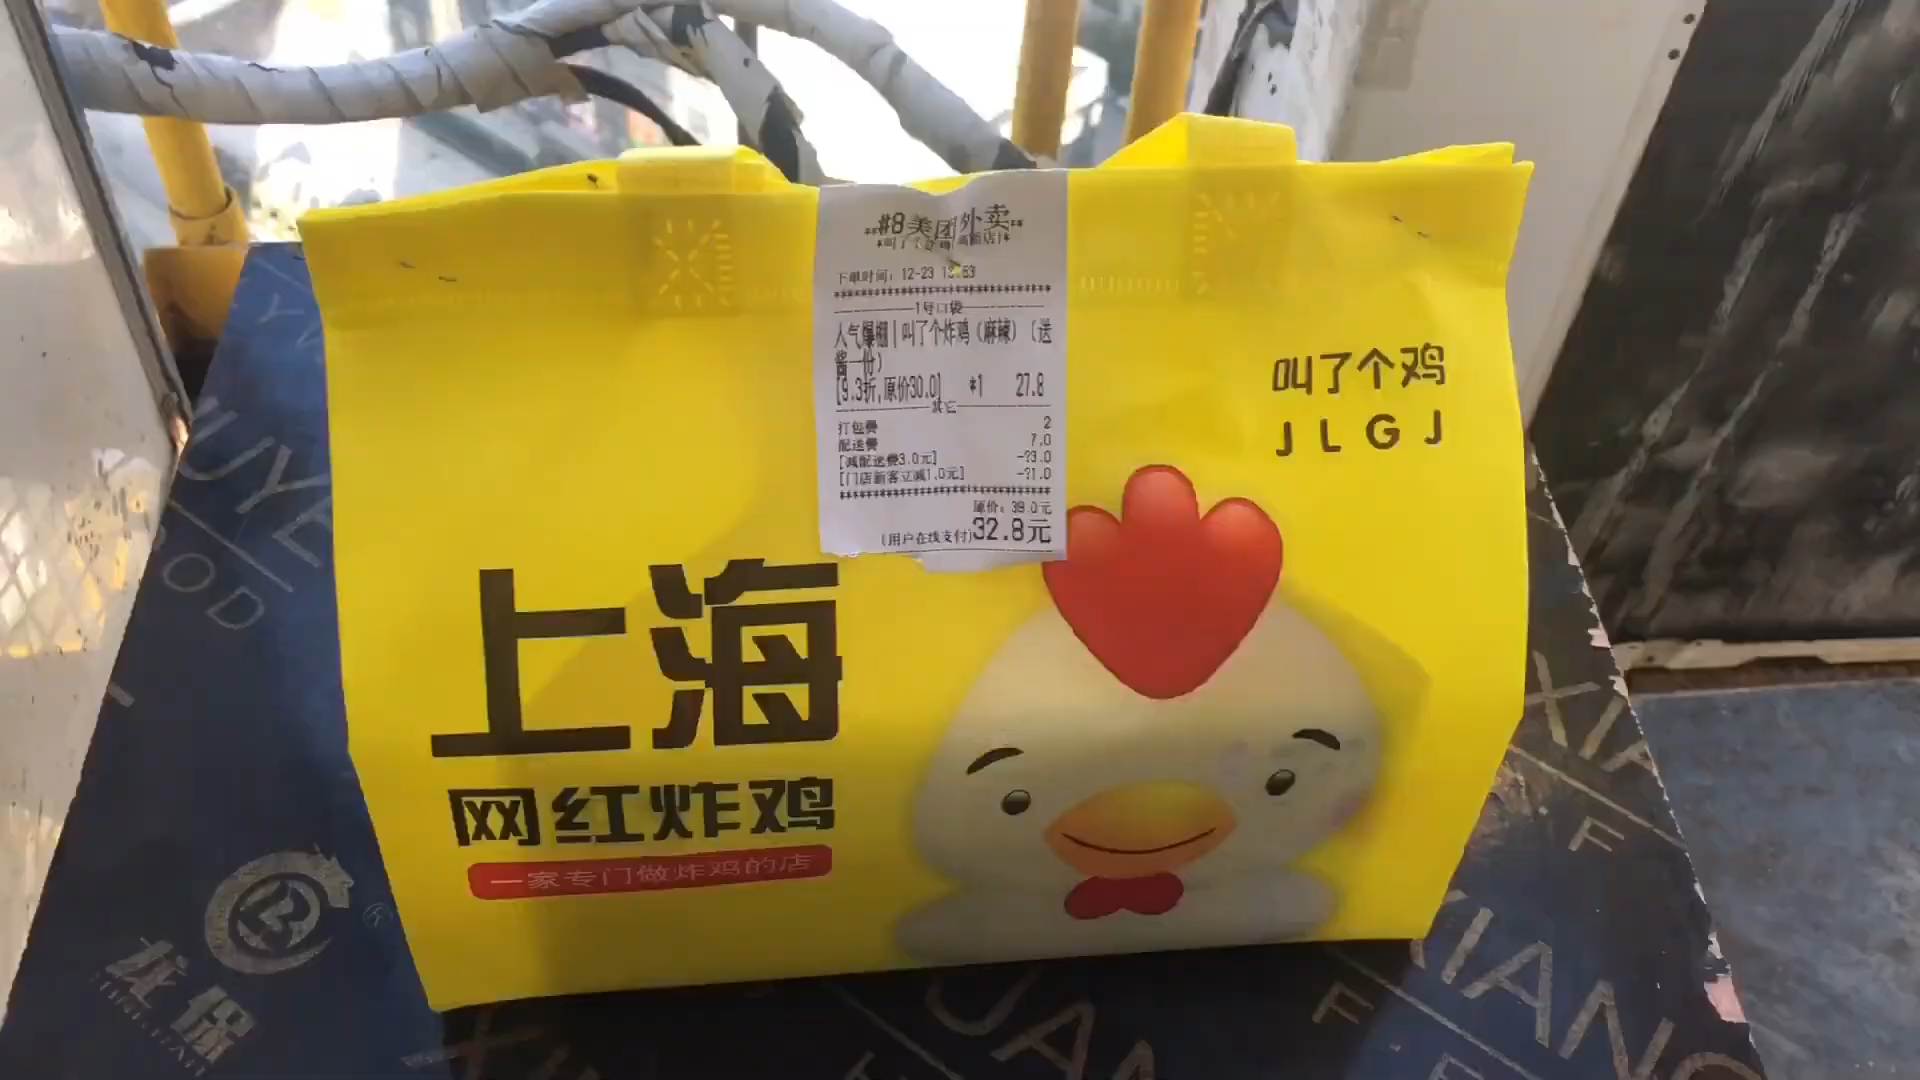 #8美团外卖
下单时间: 12-23
1号口袋
人气爆棚|叫了个炸鸡（麻辣）（送
酱一份）
[9.3折,原价30.0] *1 27.8
其它
打包费 2
配送费 7.0
[减配送费3.0元] -?3.0
[门店新客立减1.0元] -?1.0
原价: 39.0元
(用户在线支付)32.8元
叫了个鸡
JLGJ
上海
网红炸鸡
一家专门做炸鸡的店
龙保
XIANG
F